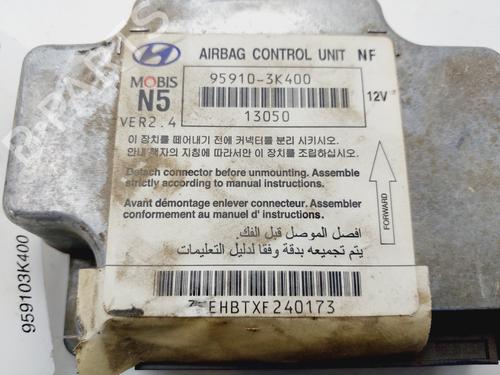 AIRBAG CONTROL UNIT NF
MOBIS
95910-3K400
N5
12V
VER2.4
13050
이 장치를 떼어내기 전에 커넥터를 분리 시키시오.
안내 책자의 지침에 따라서만 이 장치를 조립하십시오.
Detach connector before unmounting. Assemble
strictly according to manual instructions.
Avant démontage enlever connecteur. Assembler
conformement au manuel d' instructions.
FORWARD
افصل الموصل قبل الفك.
يتم تجميعه بدقة وفقا لدليل التعليمات
EHBTXF240173
959103K400